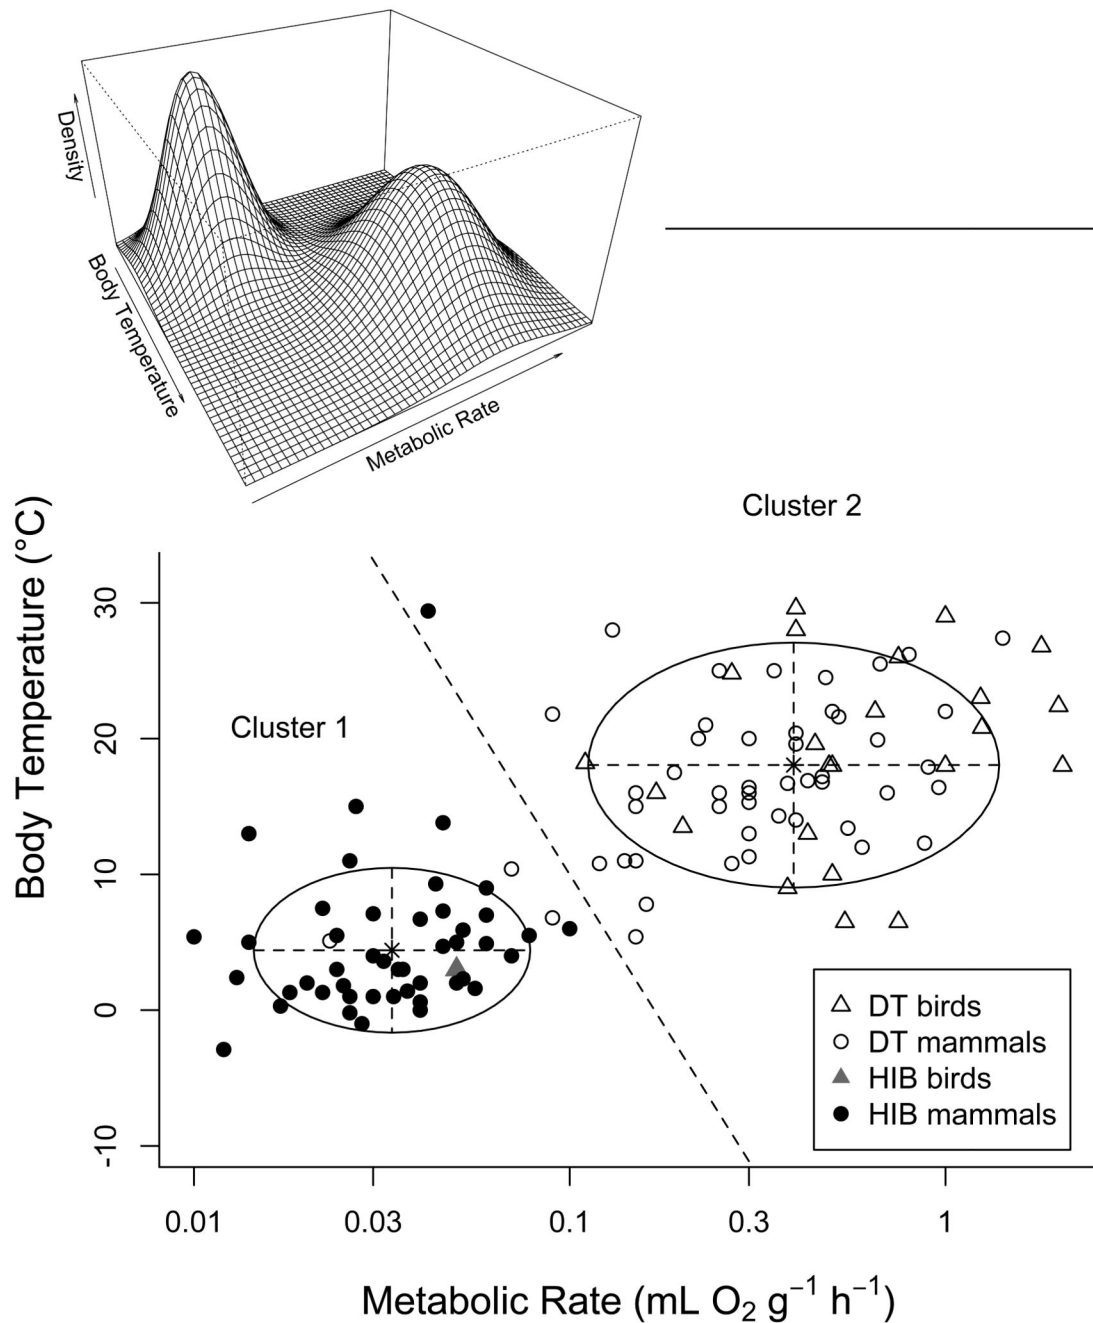 Density
Body Temperature
Metabolic Rate
Cluster 2
Cluster 1
Body Temperature (°C)
30
20
10
0
-10
DT birds
DT mammals
HIB birds
HIB mammals
0.01
0.03
0.1
0.3
1
Metabolic Rate (mL O₂ g⁻¹ h⁻¹)